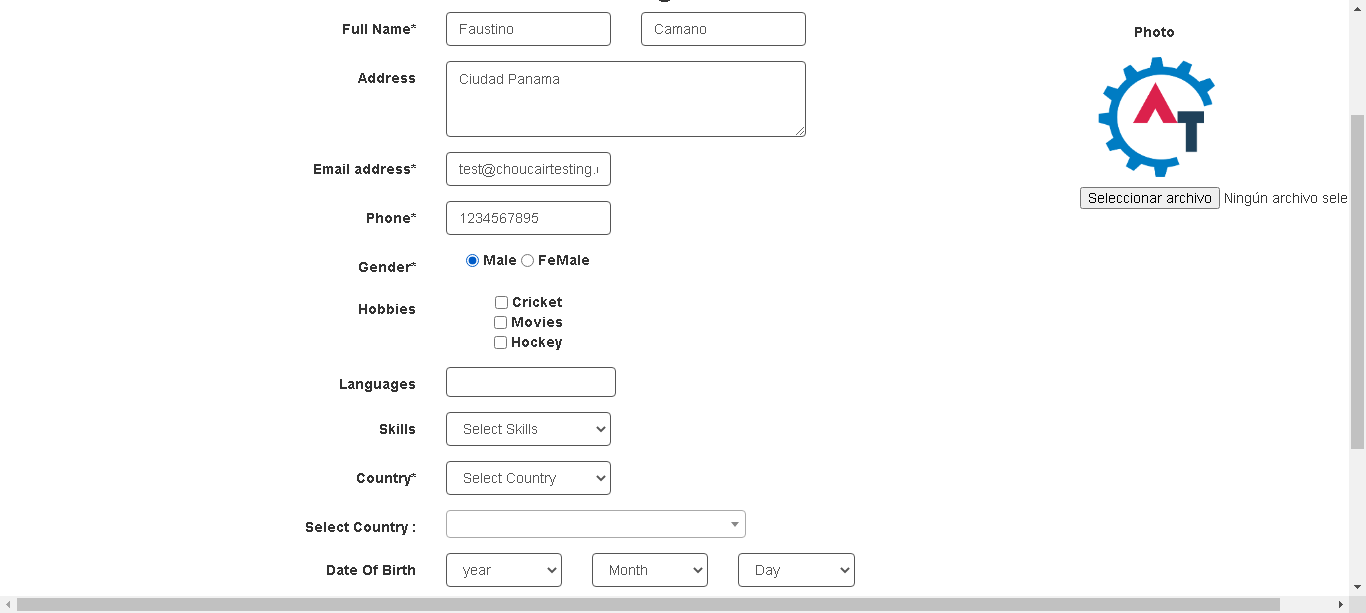 Full Name* Faustino Camano
Photo
Address Ciudad Panama
AT
Email address* test@choucairtesting.
Seleccionar archivo Ningún archivo sele
Phone* 1234567895
Gender* Male FeMale
Hobbies Cricket
Movies
Hockey
Languages
Skills Select Skills
Country* Select Country
Select Country :
Date Of Birth year Month Day